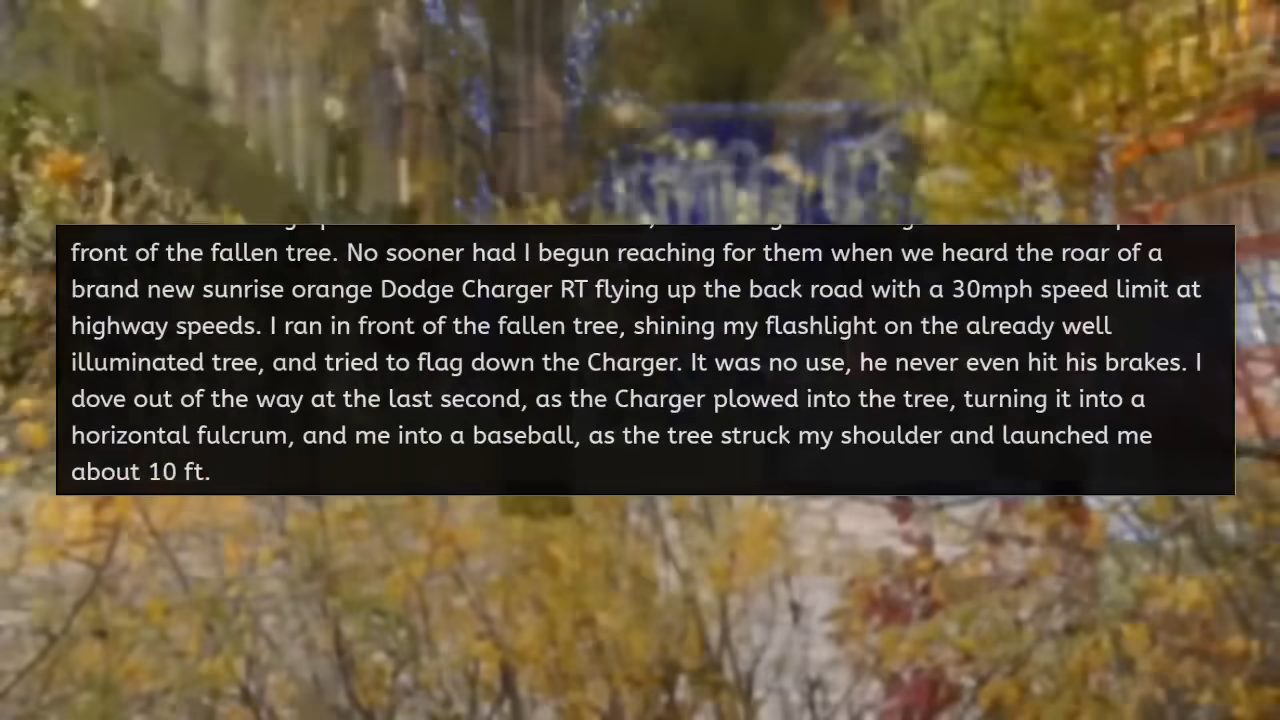 front of the fallen tree. No sooner had I begun reaching for them when we heard the roar of a
brand new sunrise orange Dodge Charger RT flying up the back road with a 30mph speed limit at
highway speeds. I ran in front of the fallen tree, shining my flashlight on the already well
illuminated tree, and tried to flag down the Charger. It was no use, he never even hit his brakes. I
dove out of the way at the last second, as the Charger plowed into the tree, turning it into a
horizontal fulcrum, and me into a baseball, as the tree struck my shoulder and launched me
about 10 ft.